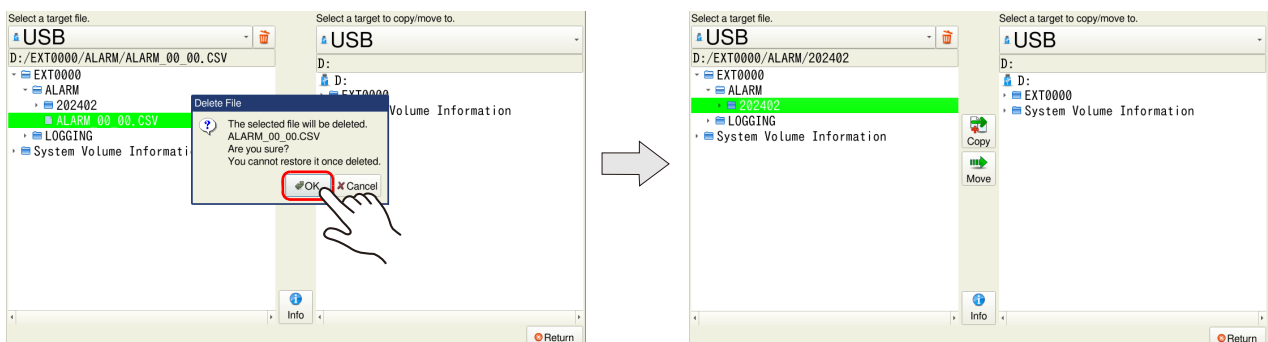 Select a target file.
USB
D:/EXT0000/ALARM/ALARM_00_00.CSV
EXT0000
ALARM
202402
ALARM_00_00.CSV
LOGGING
System Volume Informati
Select a target to copy/move to.
USB
D:
D:
EXT0000
Volume Information
Delete File
The selected file will be deleted.
ALARM_00_00.CSV
Are you sure?
You cannot restore it once deleted.
OK
Cancel
Info
Return
Select a target file.
USB
D:/EXT0000/ALARM/202402
EXT0000
ALARM
202402
LOGGING
System Volume Information
Copy
Move
Info
Select a target to copy/move to.
USB
D:
D:
EXT0000
System Volume Information
Return